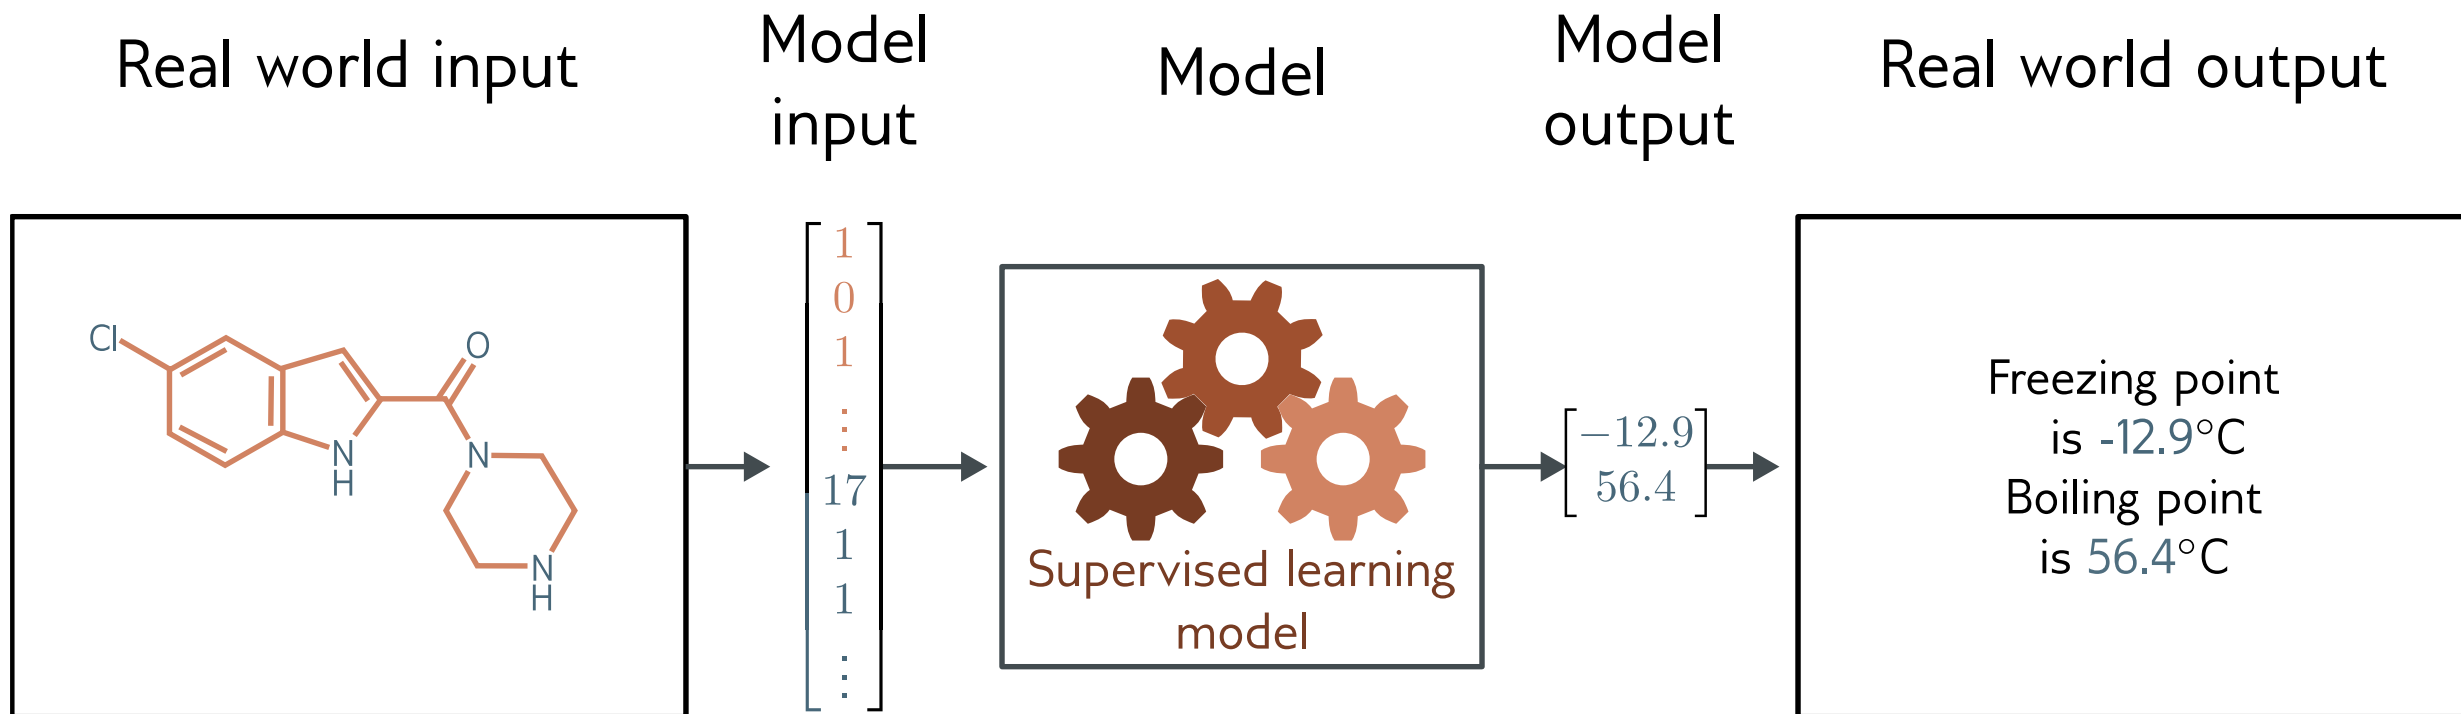 Real world input
Model
input
Model
Model
output
Real world output
Cl
O
N
H
N
N
H
1
0
1
⋮
17
1
1
⋮
Supervised learning
model
−12.9
56.4
Freezing point
is -12.9°C
Boiling point
is 56.4°C